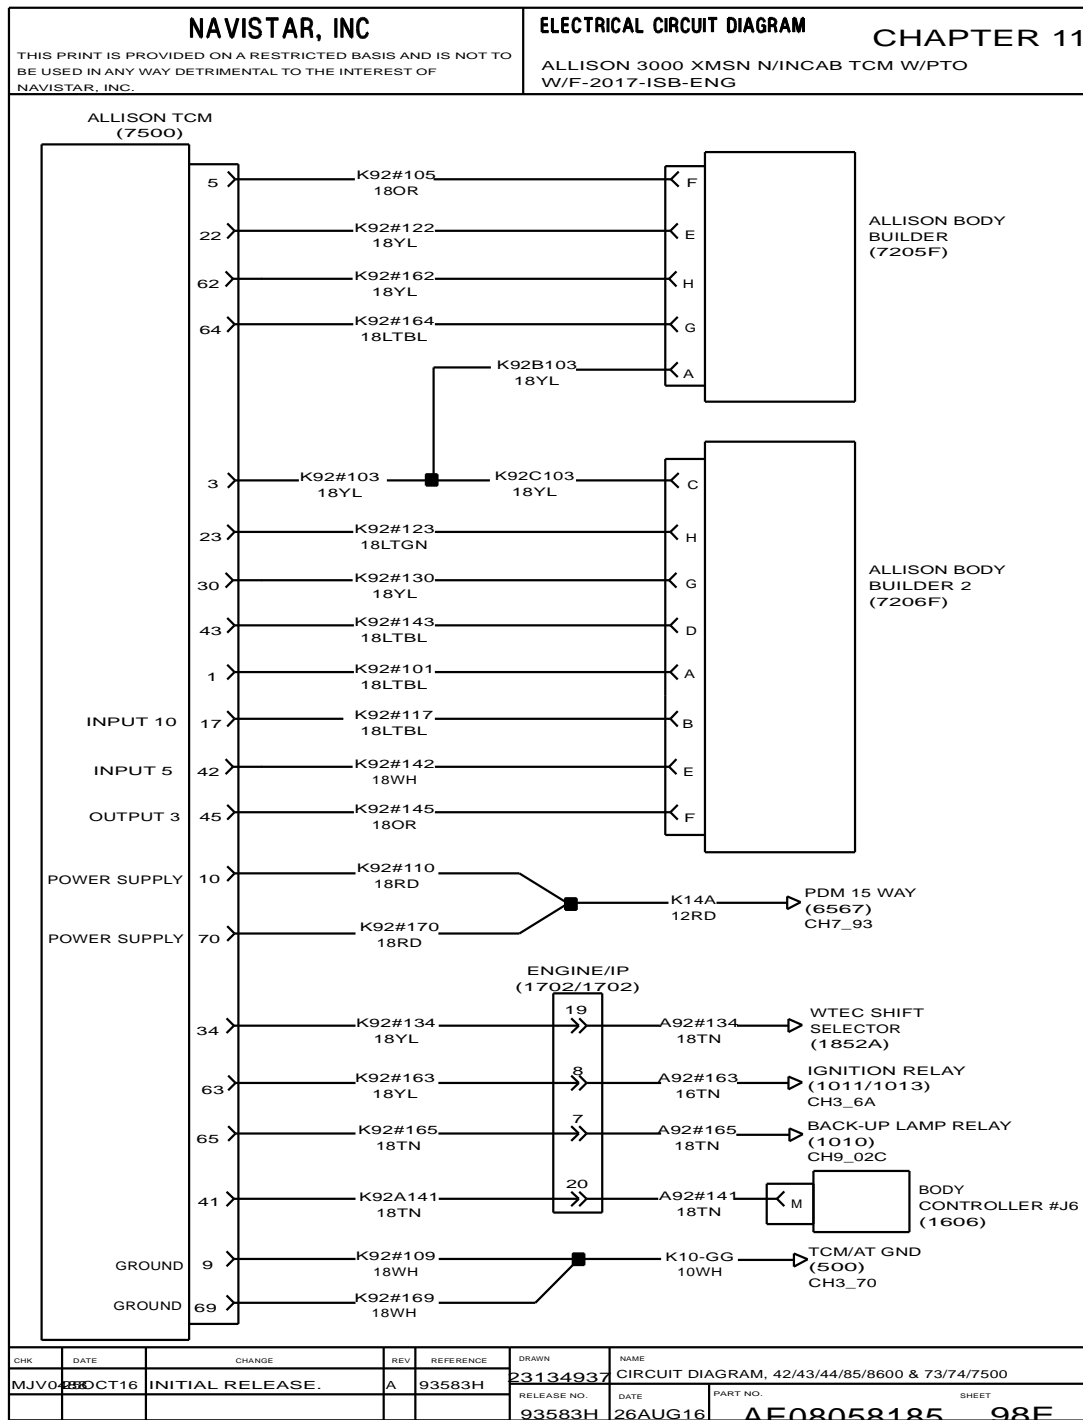 NAVISTAR, INC
THIS PRINT IS PROVIDED ON A RESTRICTED BASIS AND IS NOT TO
BE USED IN ANY WAY DETRIMENTAL TO THE INTEREST OF
NAVISTAR, INC.
ELECTRICAL CIRCUIT DIAGRAM
CHAPTER 11
ALLISON 3000 XMSN N/INCAB TCM W/PTO
W/F-2017-ISB-ENG
ALLISON TCM
(7500)
5 K92#105 F
18OR
22 K92#122 E
18YL
62 K92#162 H
18YL
64 K92#164 G
18LTBL
K92B103 A
18YL
ALLISON BODY
BUILDER
(7205F)
3 K92#103 K92C103 C
18YL 18YL
23 K92#123 H
18LTGN
30 K92#130 G
18YL
43 K92#143 D
18LTBL
1 K92#101 A
18LTBL
INPUT 10 17 K92#117 B
18LTBL
INPUT 5 42 K92#142 E
18WH
OUTPUT 3 45 K92#145 F
18OR
ALLISON BODY
BUILDER 2
(7206F)
POWER SUPPLY 10 K92#110
18RD
K14A
12RD
PDM 15 WAY
(6567)
CH7_93
POWER SUPPLY 70 K92#170
18RD
ENGINE/IP
(1702/1702)
34 K92#134 19 A92#134
18YL 18TN
WTEC SHIFT
SELECTOR
(1852A)
63 K92#163 8 A92#163
18YL 16TN
IGNITION RELAY
(1011/1013)
CH3_6A
65 K92#165 7 A92#165
18TN 18TN
BACK-UP LAMP RELAY
(1010)
CH9_02C
41 K92A141 20 A92#141 M
18TN 18TN
BODY
CONTROLLER #J6
(1606)
GROUND 9 K92#109 K10-GG
18WH 10WH
TCM/AT GND
(500)
CH3_70
GROUND 69 K92#169
18WH
CHK DATE CHANGE REV REFERENCE
INITIAL RELEASE. A 93583H
DRAWN
23134937
NAME
CIRCUIT DIAGRAM, 42/43/44/85/8600 & 73/74/7500
RELEASE NO. DATE PART NO. SHEET
93583H 26AUG16 AE08058185 98E